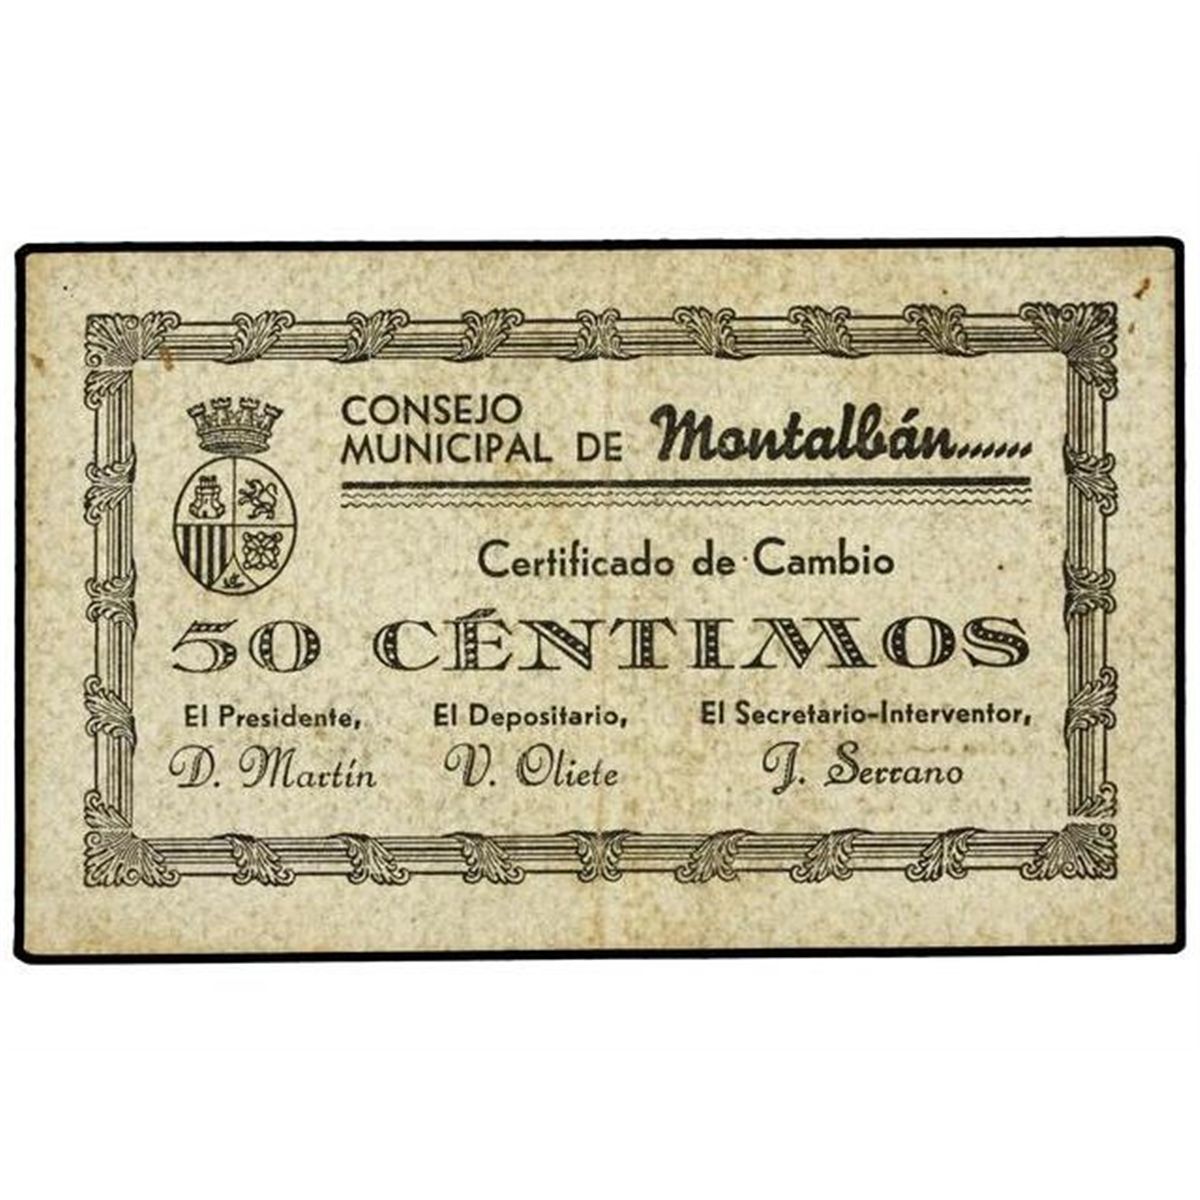 CONSEJO
MUNICIPAL DE Montalbán......
Certificado de Cambio
50 CÉNTIMOS
El Presidente, El Depositario, El Secretario-Interventor,
D. Martín V. Oliete J. Serrano